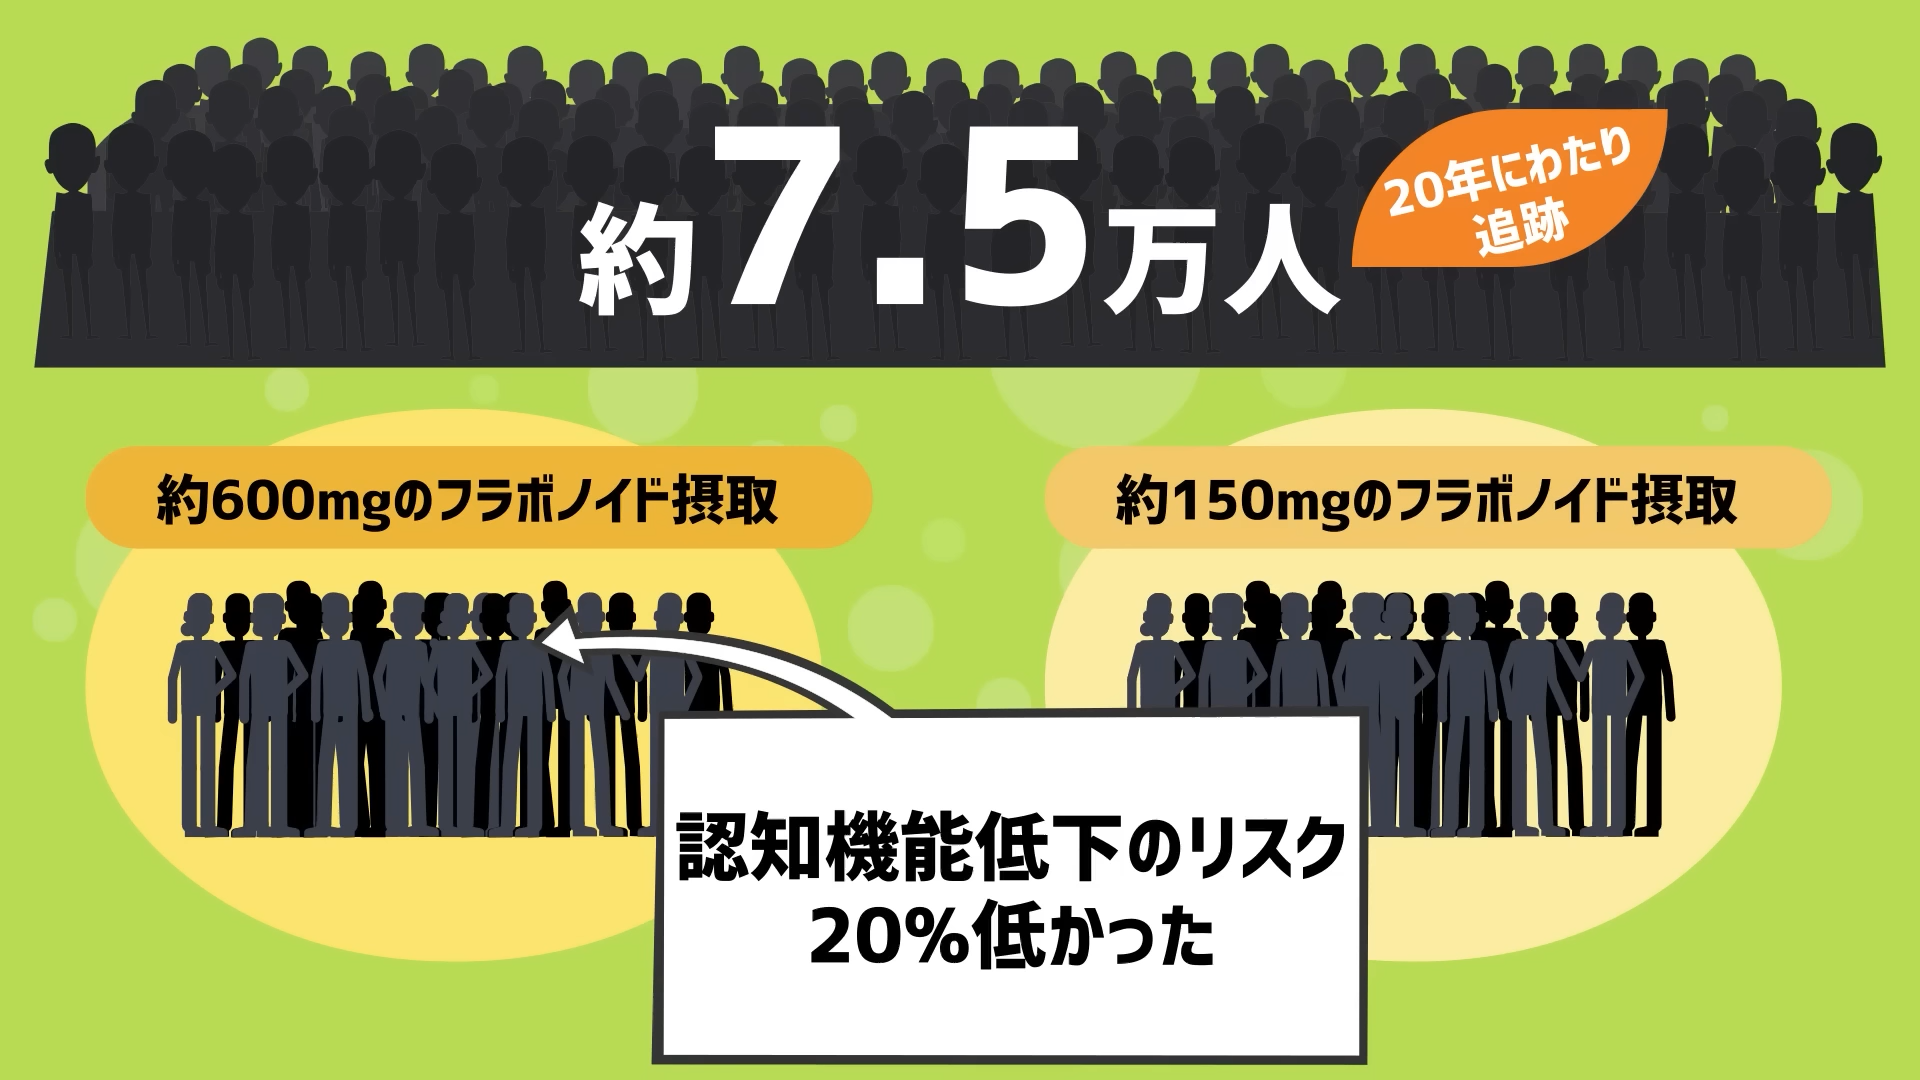 約7.5万人
20年にわたり
追跡
約600mgのフラボノイド摂取
約150mgのフラボノイド摂取
認知機能低下のリスク
20%低かった